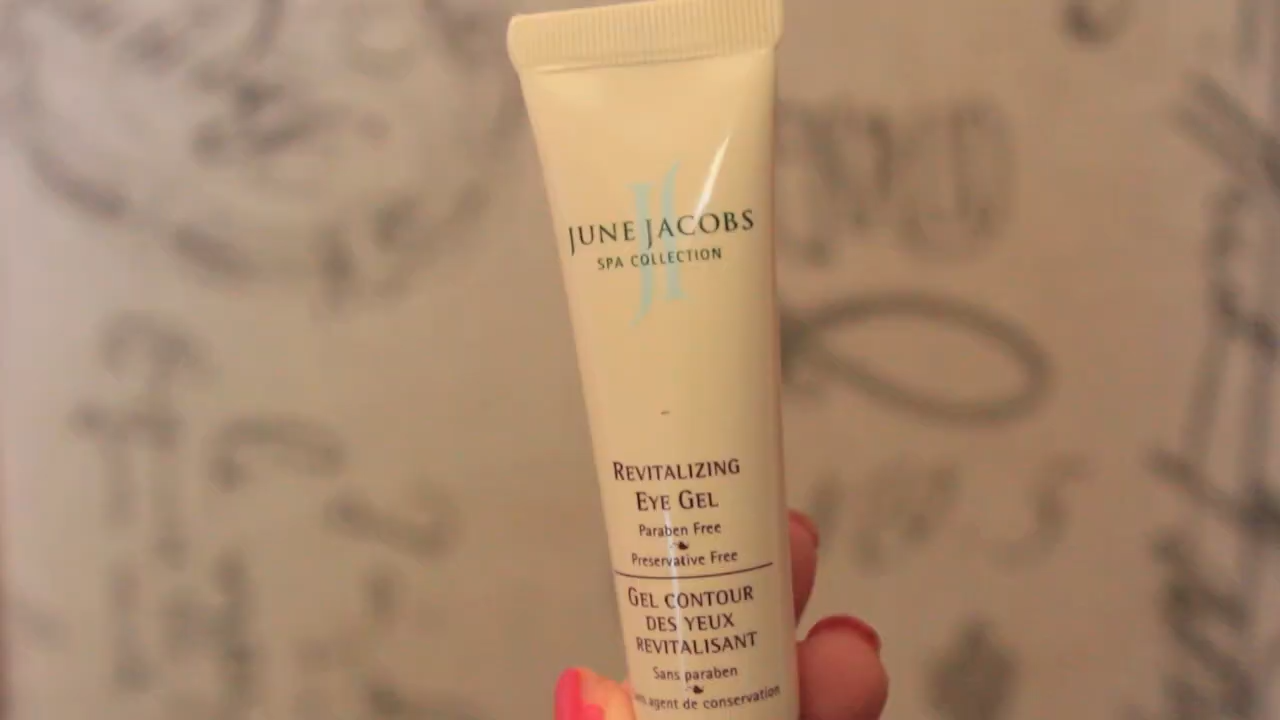 JUNE JACOBS
SPA COLLECTION
REVITALIZING
EYE GEL
Paraben Free
Preservative Free
GEL CONTOUR
DES YEUX
REVITALISANT
Sans paraben
agent de conservation